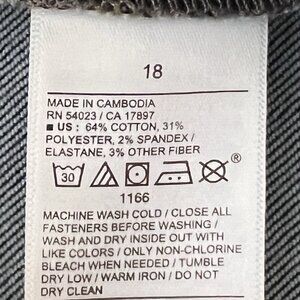 18
MADE IN CAMBODIA
RN 54023 / CA 17897
■ US: 64% COTTON, 31%
POLYESTER, 2% SPANDEX /
ELASTANE, 3% OTHER FIBER
30 ®
1166
MACHINE WASH COLD / CLOSE ALL
FASTENERS BEFORE WASHING /
WASH AND DRY INSIDE OUT WITH
LIKE COLORS / ONLY NON-CHLORINE
BLEACH WHEN NEEDED / TUMBLE
DRY LOW / WARM IRON / DO NOT
DRY CLEAN